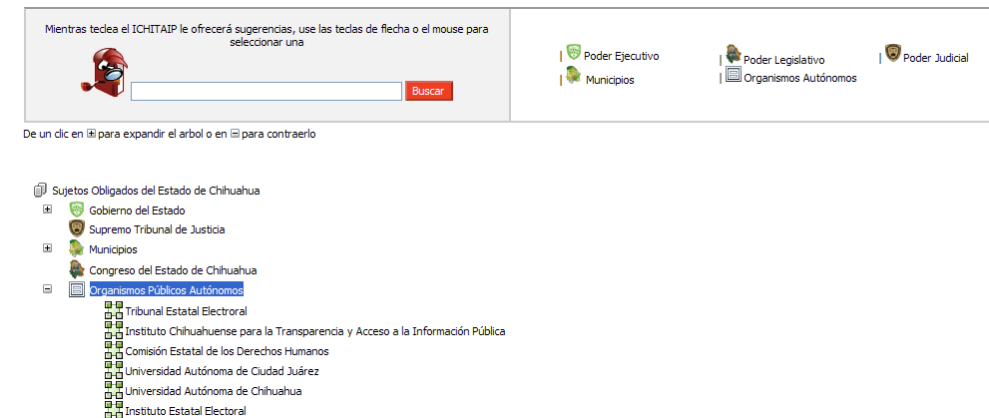 Mientras teclea el ICHITAIP le ofrecerá sugerencias, use las teclas de flecha o el mouse para
seleccionar una
Buscar
Poder Ejecutivo
Poder Legislativo
Poder Judicial
Municipios
Organismos Autónomos
De un clic en para expandir el arbol o en para contraerlo
Sujetos Obligados del Estado de Chihuahua
Gobierno del Estado
Supremo Tribunal de Justicia
Municipios
Congreso del Estado de Chihuahua
Organismos Públicos Autónomos
Tribunal Estatal Electroral
Instituto Chihuahuense para la Transparencia y Acceso a la Información Pública
Comisión Estatal de los Derechos Humanos
Universidad Autónoma de Ciudad Juárez
Universidad Autónoma de Chihuahua
Instituto Estatal Electoral